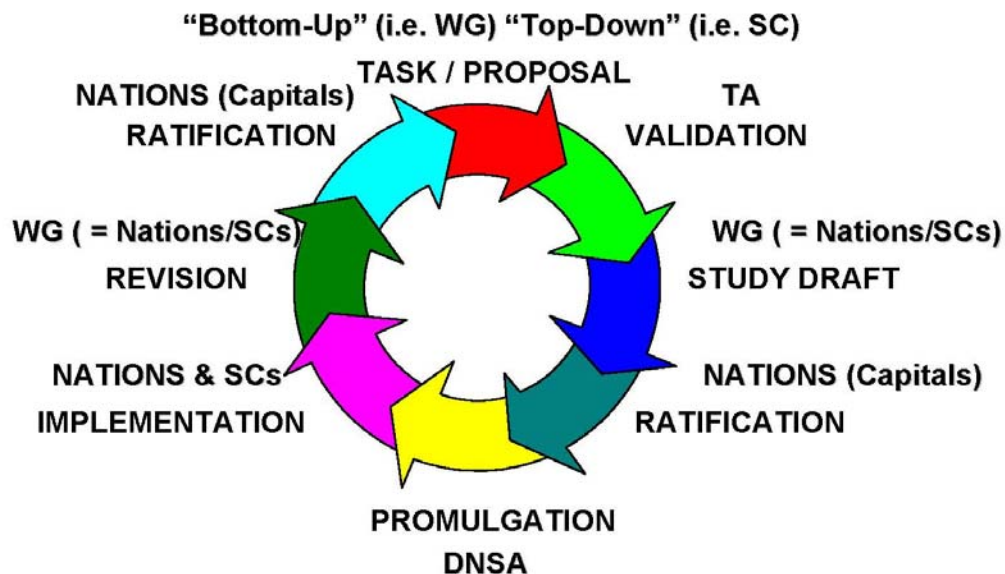 “Bottom-Up” (i.e. WG) “Top-Down” (i.e. SC)
TASK / PROPOSAL
NATIONS (Capitals)
RATIFICATION
TA
VALIDATION
WG ( = Nations/SCs)
REVISION
WG ( = Nations/SCs)
STUDY DRAFT
NATIONS & SCs
IMPLEMENTATION
NATIONS (Capitals)
RATIFICATION
PROMULGATION
DNSA